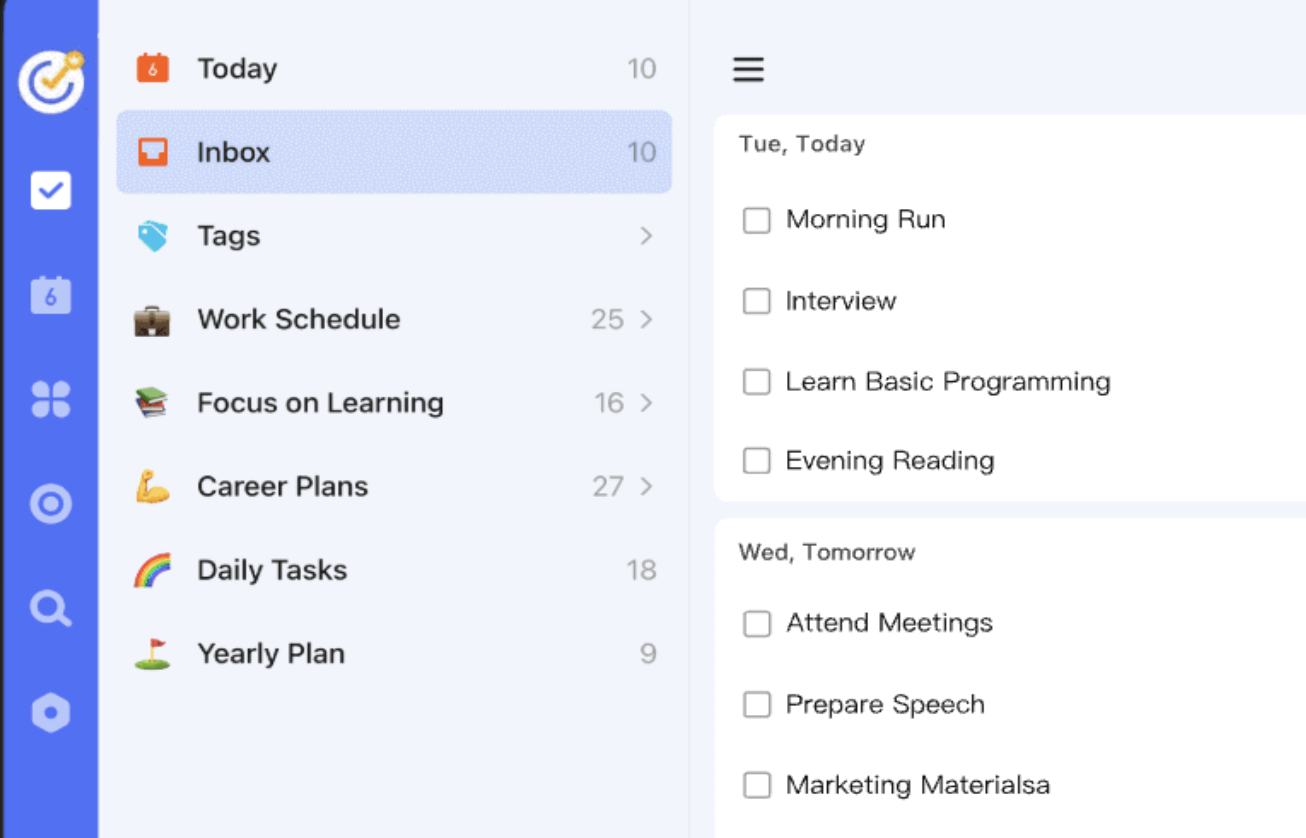 6
6
Today 10
Inbox 10
Tags
Work Schedule 25
Focus on Learning 16
Career Plans 27
Daily Tasks 18
Yearly Plan 9
Tue, Today
Morning Run
Interview
Learn Basic Programming
Evening Reading
Wed, Tomorrow
Attend Meetings
Prepare Speech
Marketing Materialsa